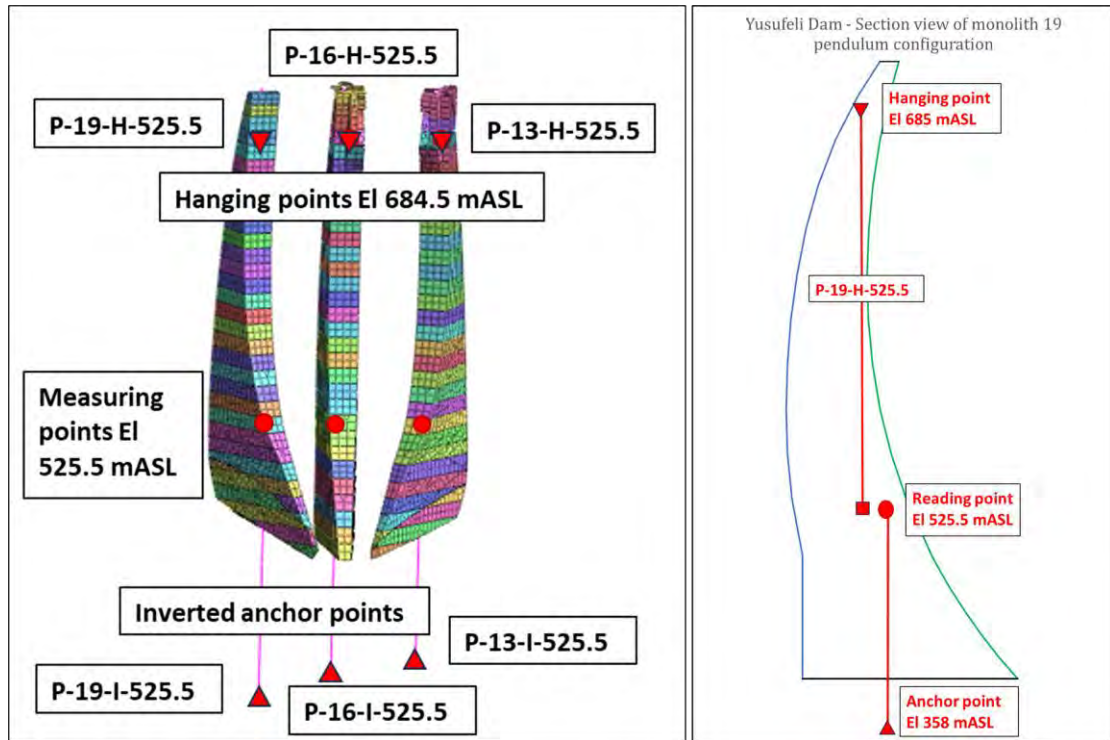 P-16-H-525.5
P-19-H-525.5
P-13-H-525.5
Hanging points El 684.5 mASL
Measuring
points El
525.5 mASL
Inverted anchor points
P-13-I-525.5
P-19-I-525.5
P-16-I-525.5
Yusufeli Dam - Section view of monolith 19
pendulum configuration
Hanging point
El 685 mASL
P-19-H-525.5
Reading point
El 525.5 mASL
Anchor point
El 358 mASL